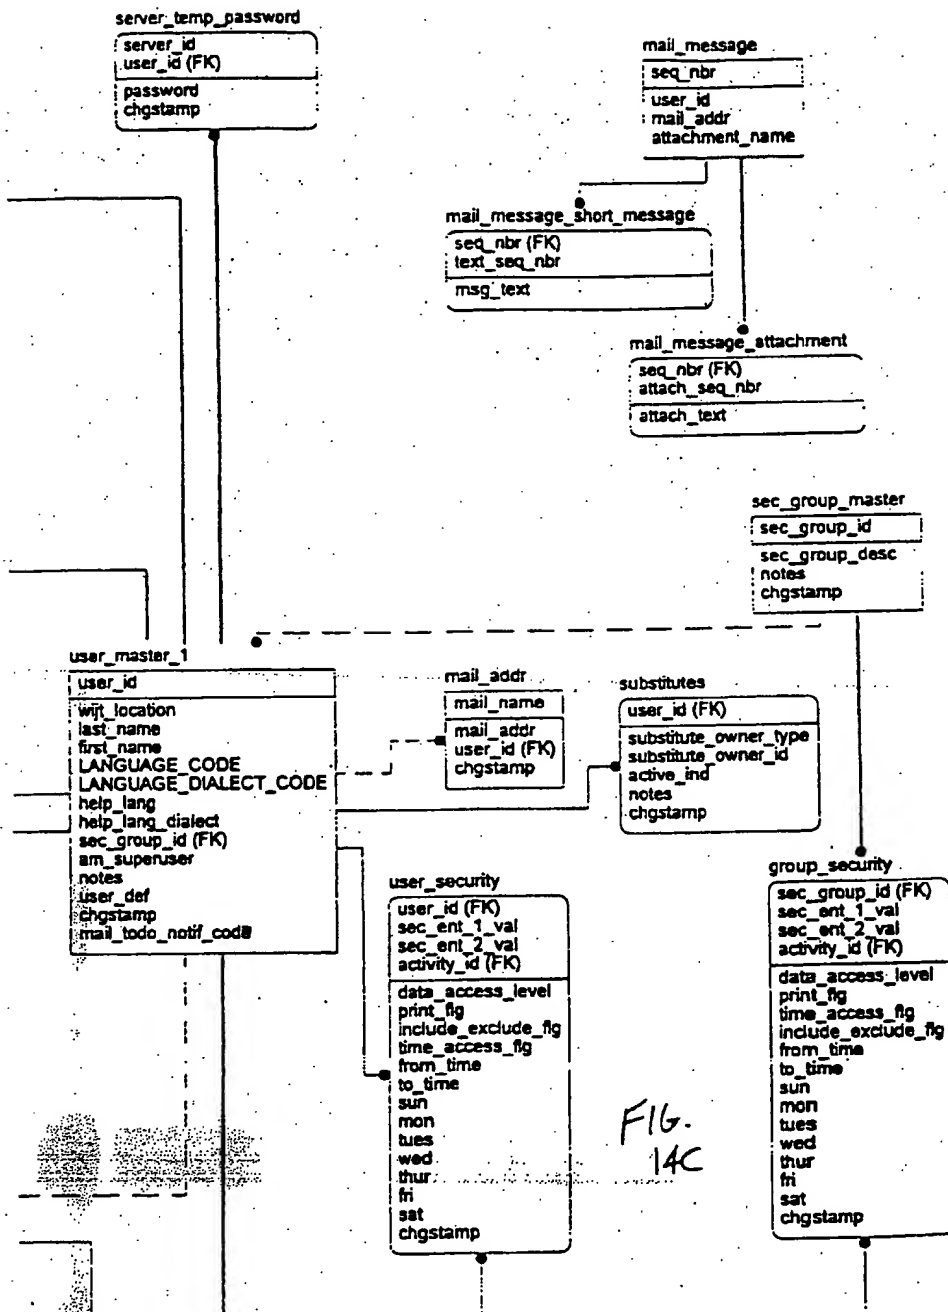 server_temp_password
server_id
user_id (FK)
password
chgstamp
mail_message
seq_nbr
user_id
mail_addr
attachment_name
mail_message_short_message
seq_nbr (FK)
text_seq_nbr
msg_text
mail_message_attachment
seq_nbr (FK)
attach_seq_nbr
attach_text
sec_group_master
sec_group_id
sec_group_desc
notes
chgstamp
user_master_1
user_id
last_name
first_name
LANGUAGE_CODE
LANGUAGE_DIALECT_CODE
help_lang
help_lang_dialect
sec_group_id (FK)
am_superuser
notes
user_def
chgstamp
mail_todo_notif_code
mail_addr
mail_name
mail_addr
user_id (FK)
chgstamp
substitutes
user_id (FK)
substitute_owner_type
substitute_owner_id
active_ind
notes
chgstamp
user_security
user_id (FK)
sec_ent_1_val
sec_ent_2_val
activity_id (FK)
data_access_level
print_flg
include_exclude_flg
time_access_flg
from_time
to_time
sun
mon
tues
wed
thur
fri
sat
chgstamp
group_security
sec_group_id (FK)
sec_ent_1_val
sec_ent_2_val
activity_id (FK)
data_access_level
print_flg
time_access_flg
include_exclude_flg
from_time
to_time
sun
mon
tues
wed
thur
fri
sat
chgstamp
FIG.
14C